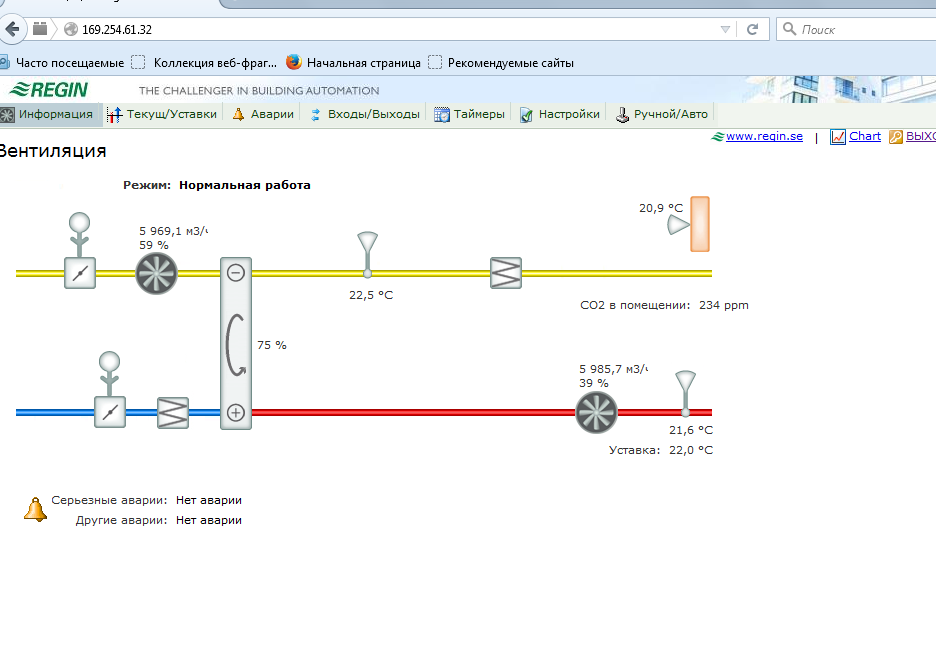 169.254.61.32
Поиск
Часто посещаемые
Коллекция веб-фраг...
Начальная страница
Рекомендуемые сайты
REGIN
THE CHALLENGER IN BUILDING AUTOMATION
Информация
Текущ/Уставки
Аварии
Входы/Выходы
Таймеры
Настройки
Ручной/Авто
www.regin.se | Chart
Вентиляция
Режим: Нормальная работа
20,9 °C
5 969,1 м3/
59 %
22,5 °C
CO2 в помещении: 234 ppm
75 %
5 985,7 м3/
39 %
21,6 °C
Уставка: 22,0 °C
Серьезные аварии: Нет аварии
Другие аварии: Нет аварии